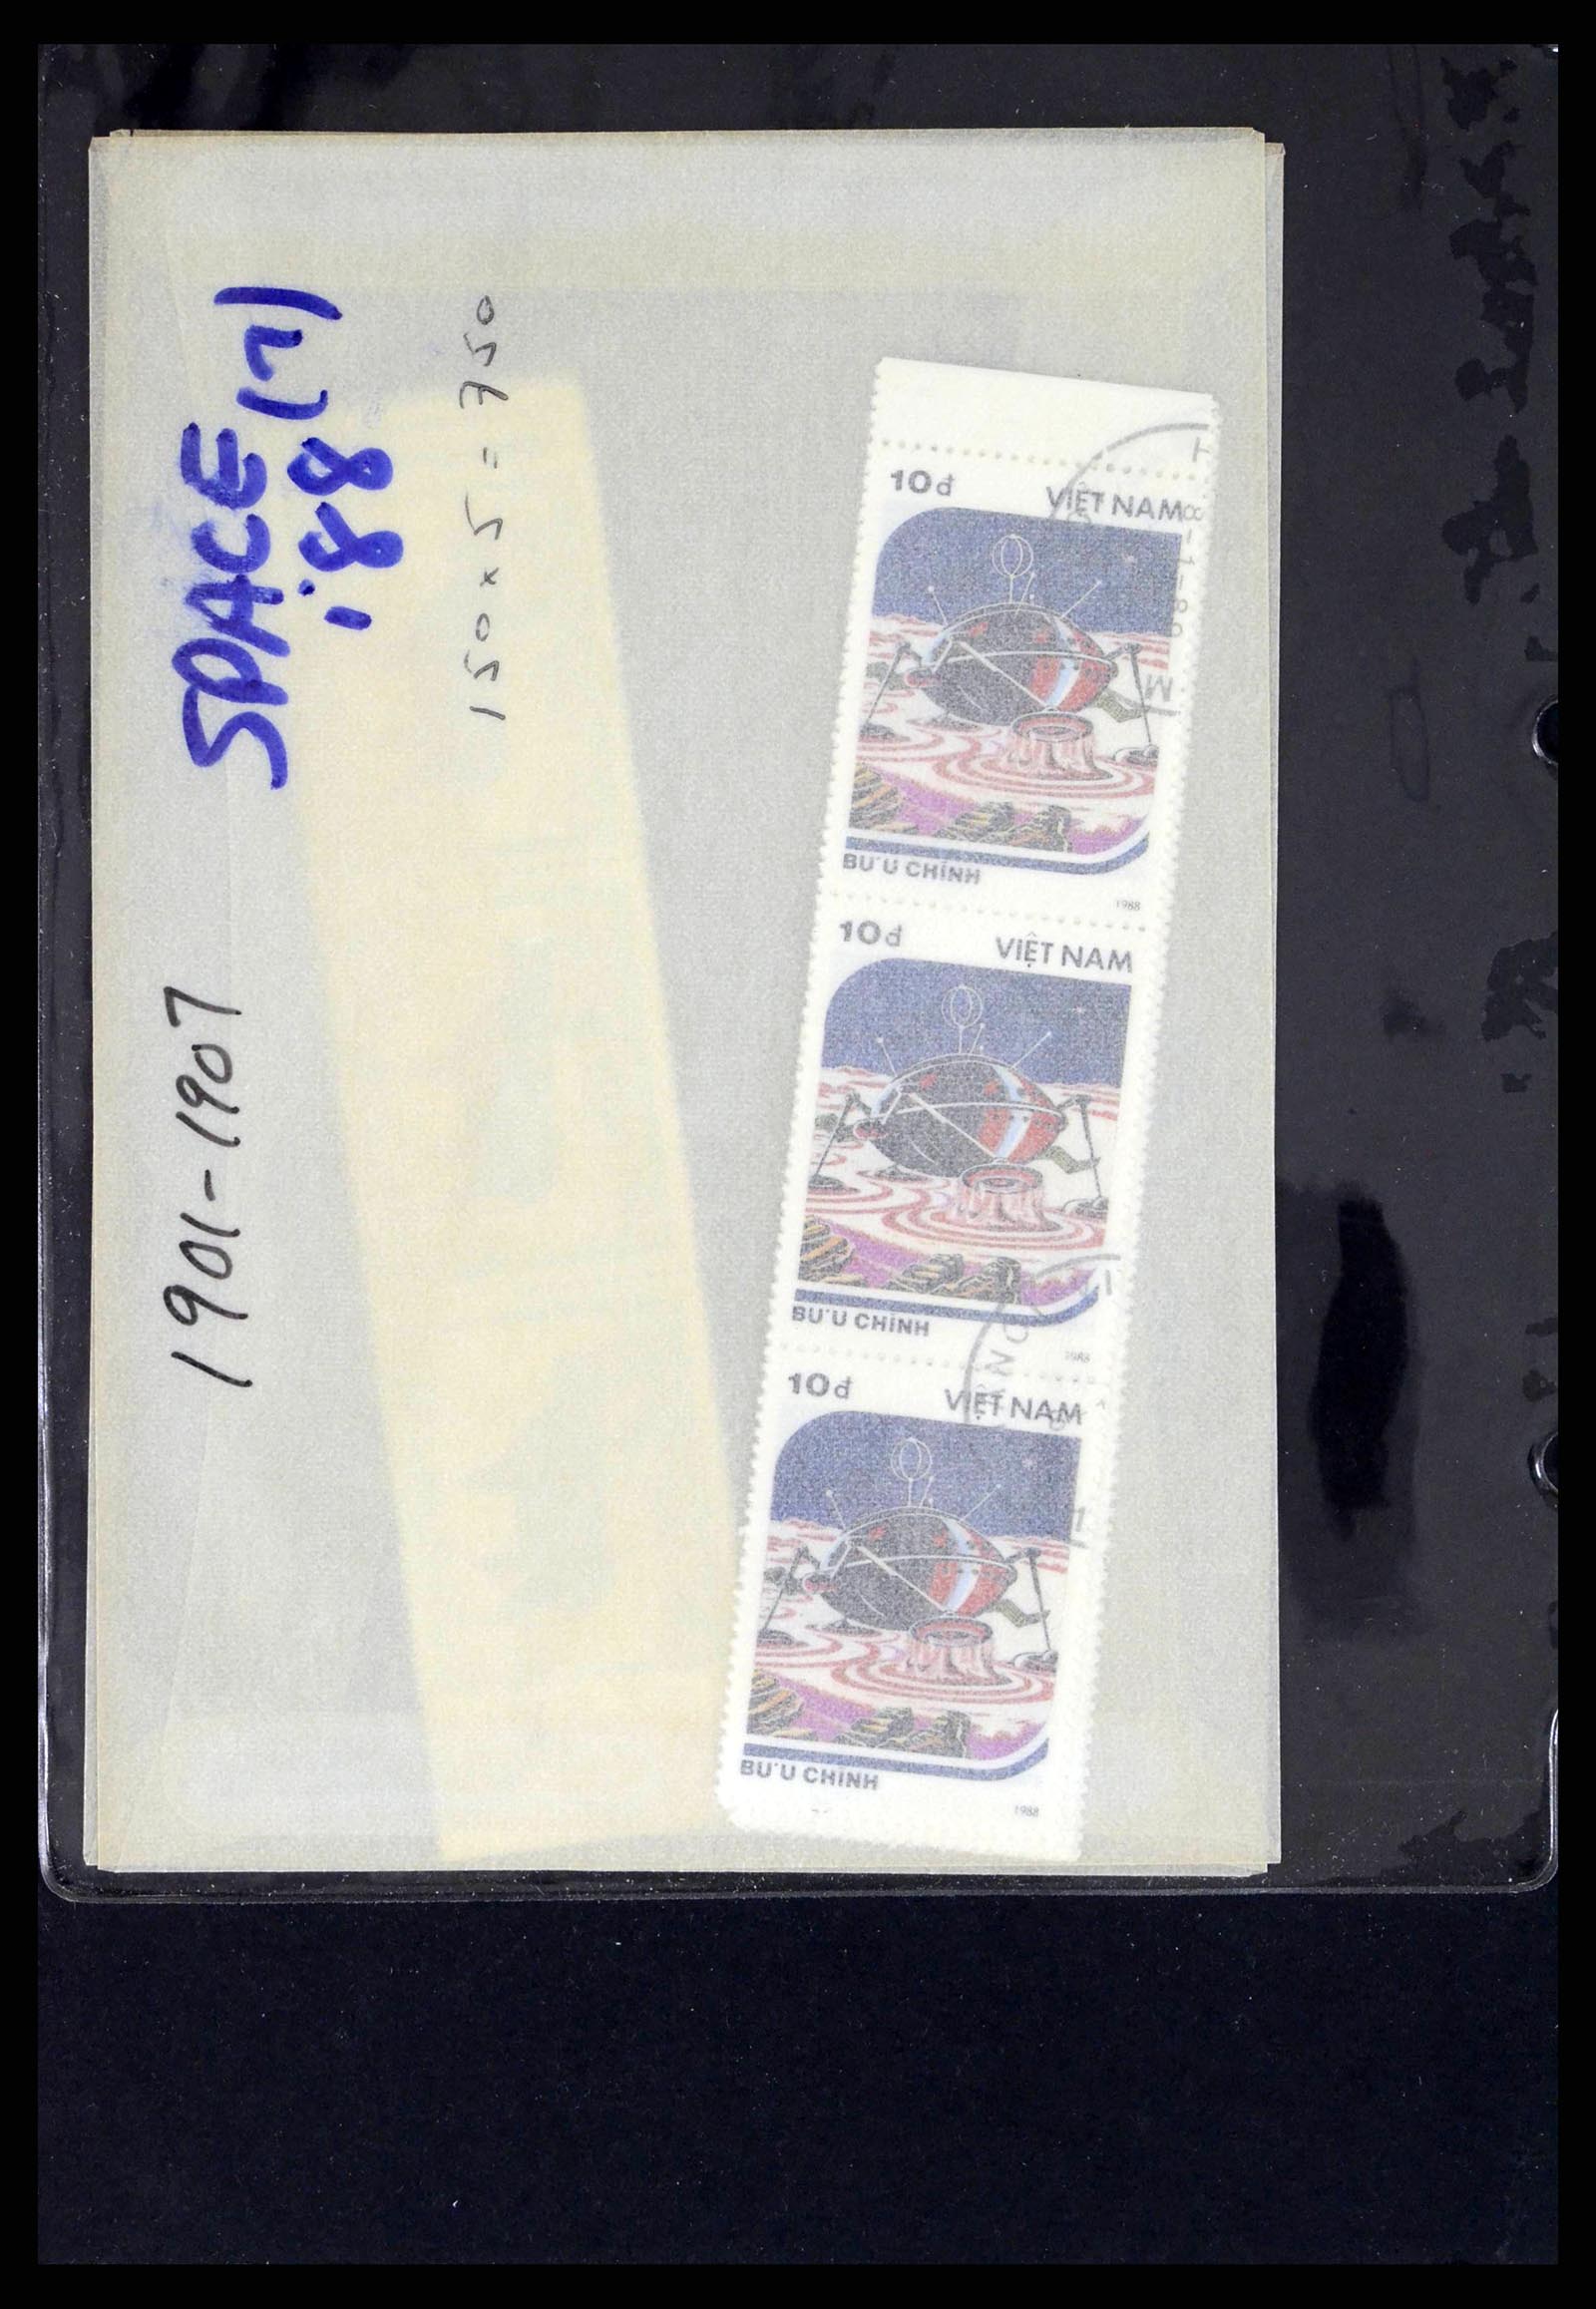 SPACE (7)
'88
150 x 5 = 750
1901-1907
10đ VIỆT NAM
BƯU CHÍNH
1988
10đ VIỆT NAM
BƯU CHÍNH
1988
10đ VIỆT NAM
BƯU CHÍNH
1988